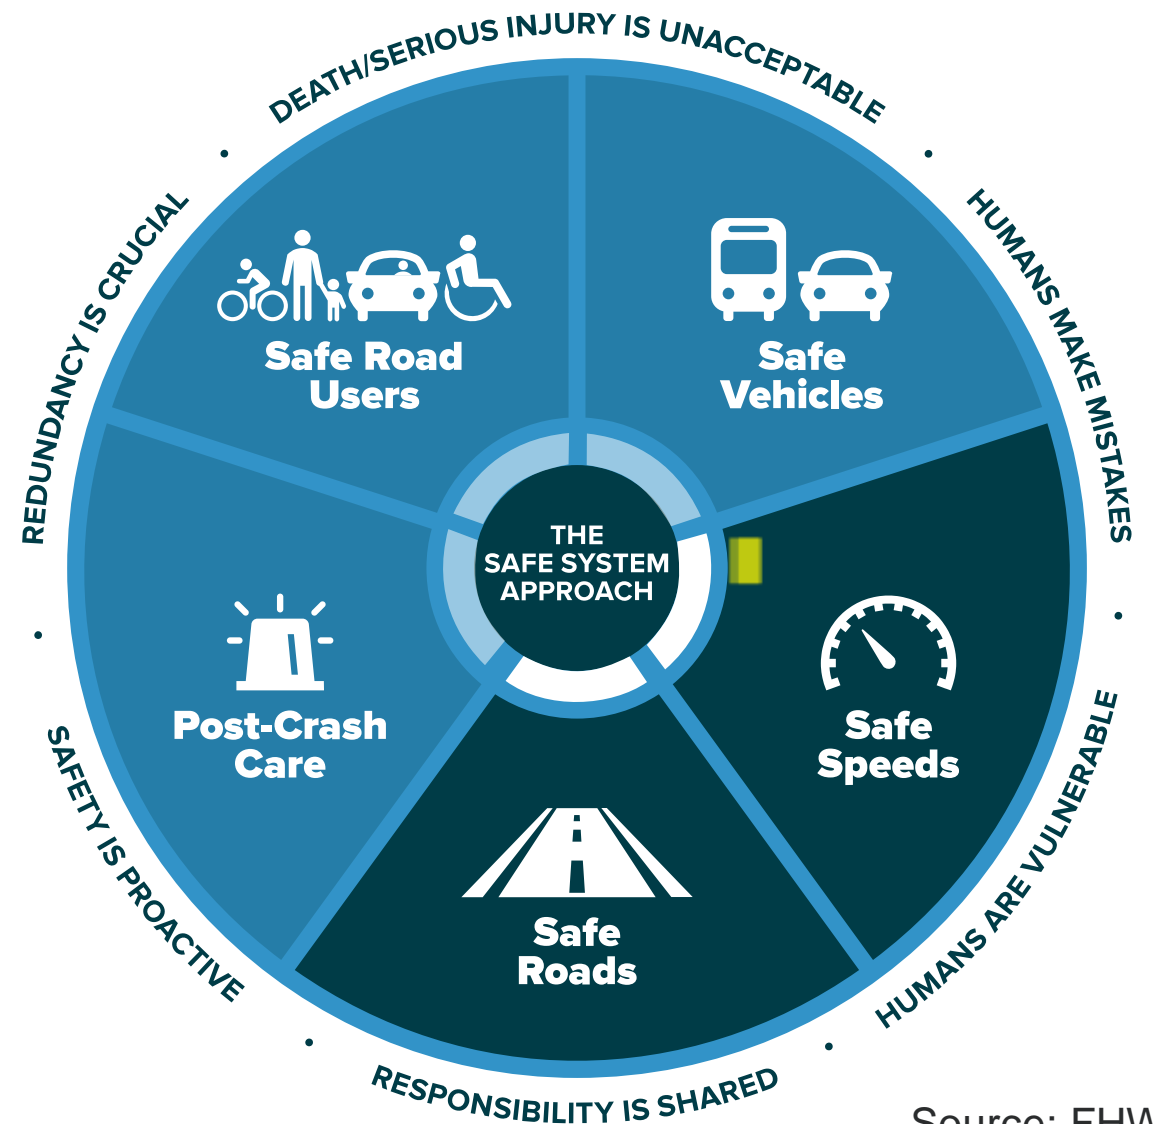 DEATH/SERIOUS INJURY IS UNACCEPTABLE
HUMANS MAKE MISTAKES
HUMANS ARE VULNERABLE
RESPONSIBILITY IS SHARED
SAFETY IS PROACTIVE
REDUNDANCY IS CRUCIAL
Safe Road
Users
Safe
Vehicles
THE
SAFE SYSTEM
APPROACH
Post-Crash
Care
Safe
Speeds
Safe
Roads
Source: